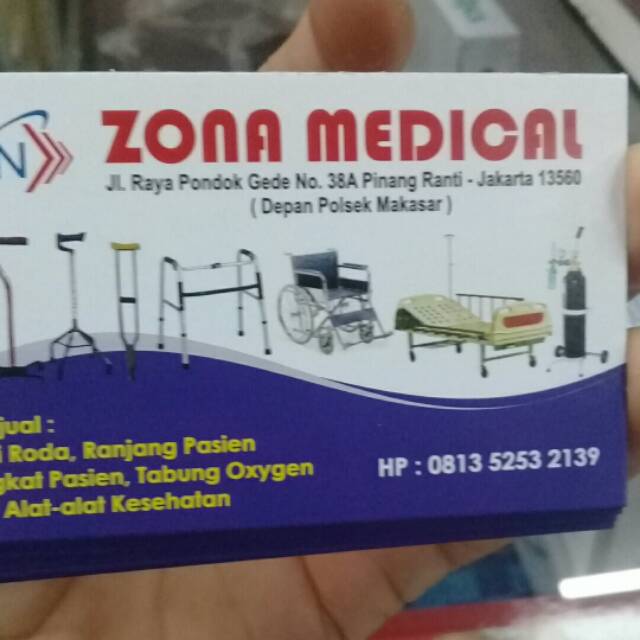 N
ZONA MEDICAL
Jl. Raya Pondok Gede No. 38A Pinang Ranti - Jakarta 13560
( Depan Polsek Makasar )
jual :
i Roda, Ranjang Pasien
gkat Pasien, Tabung Oxygen
Alat-alat Kesehatan
HP : 0813 5253 2139